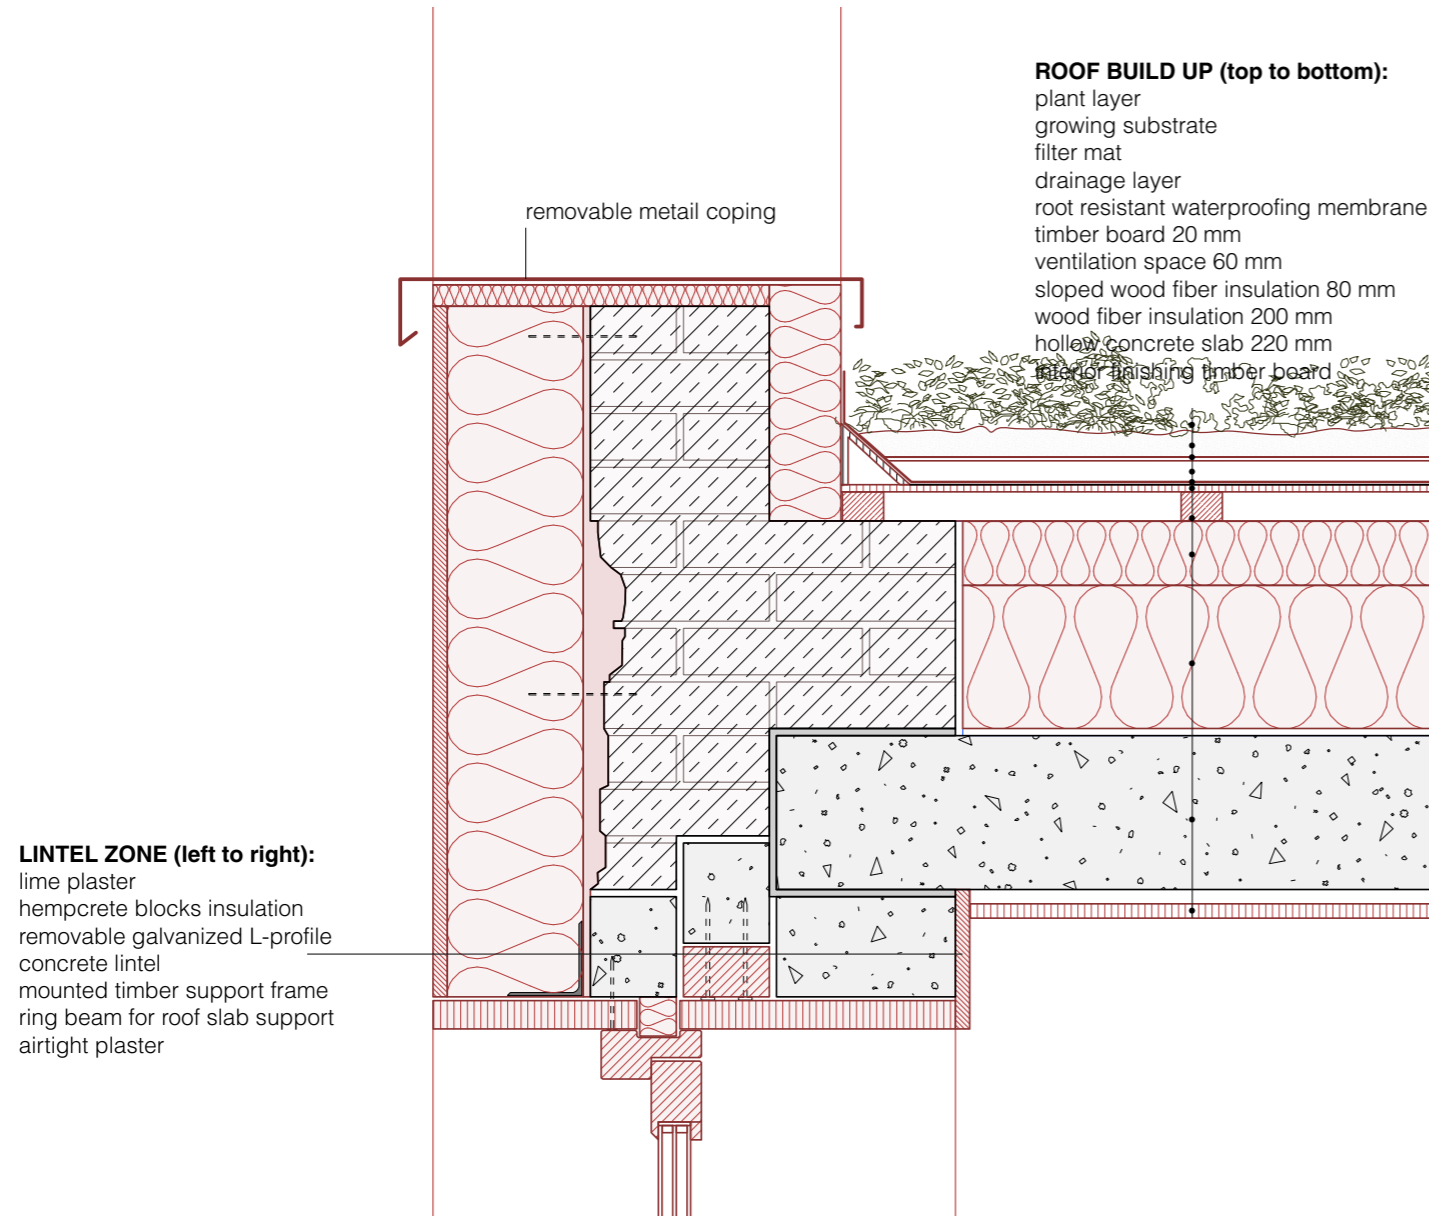 ROOF BUILD UP (top to bottom):
plant layer
growing substrate
filter mat
drainage layer
root resistant waterproofing membrane
timber board 20 mm
ventilation space 60 mm
sloped wood fiber insulation 80 mm
wood fiber insulation 200 mm
hollow concrete slab 220 mm
interior finishing timber board
removable metail coping
LINTEL ZONE (left to right):
lime plaster
hempcrete blocks insulation
removable galvanized L-profile
concrete lintel
mounted timber support frame
ring beam for roof slab support
airtight plaster